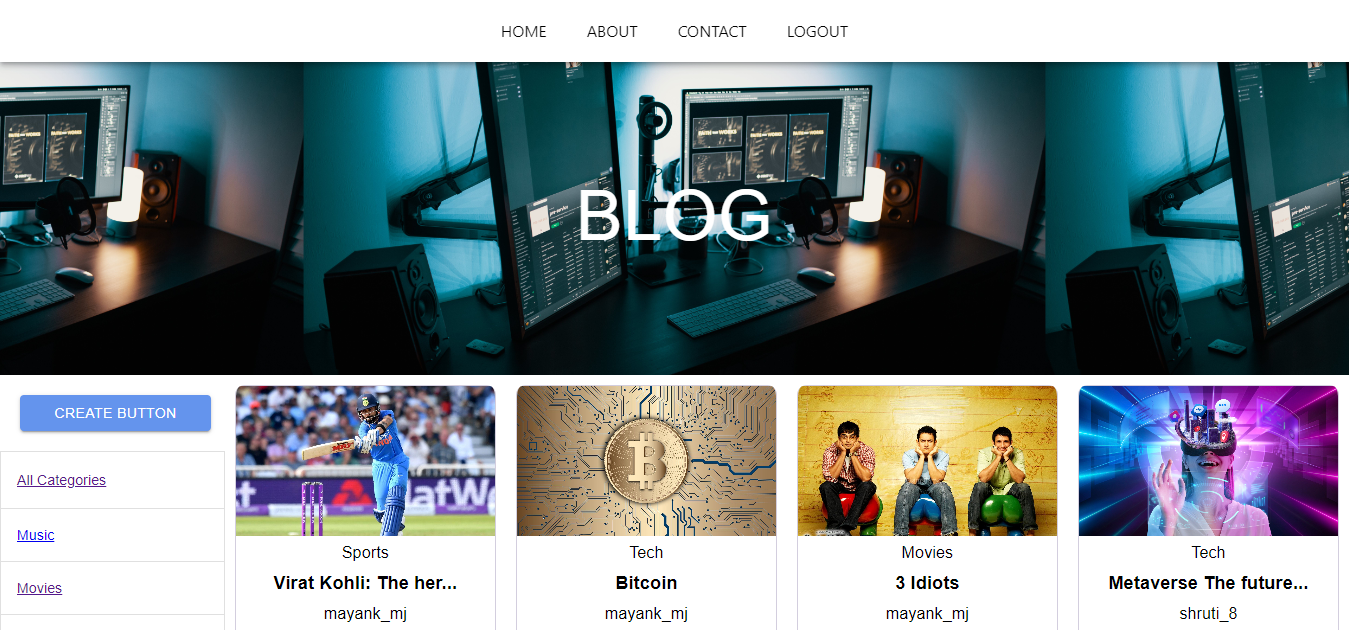 HOME ABOUT CONTACT LOGOUT
BLOG
CREATE BUTTON
All Categories
Music
Movies
Sports
Virat Kohli: The her...
mayank_mj
Tech
Bitcoin
mayank_mj
Movies
3 Idiots
mayank_mj
Tech
Metaverse The future...
shruti_8